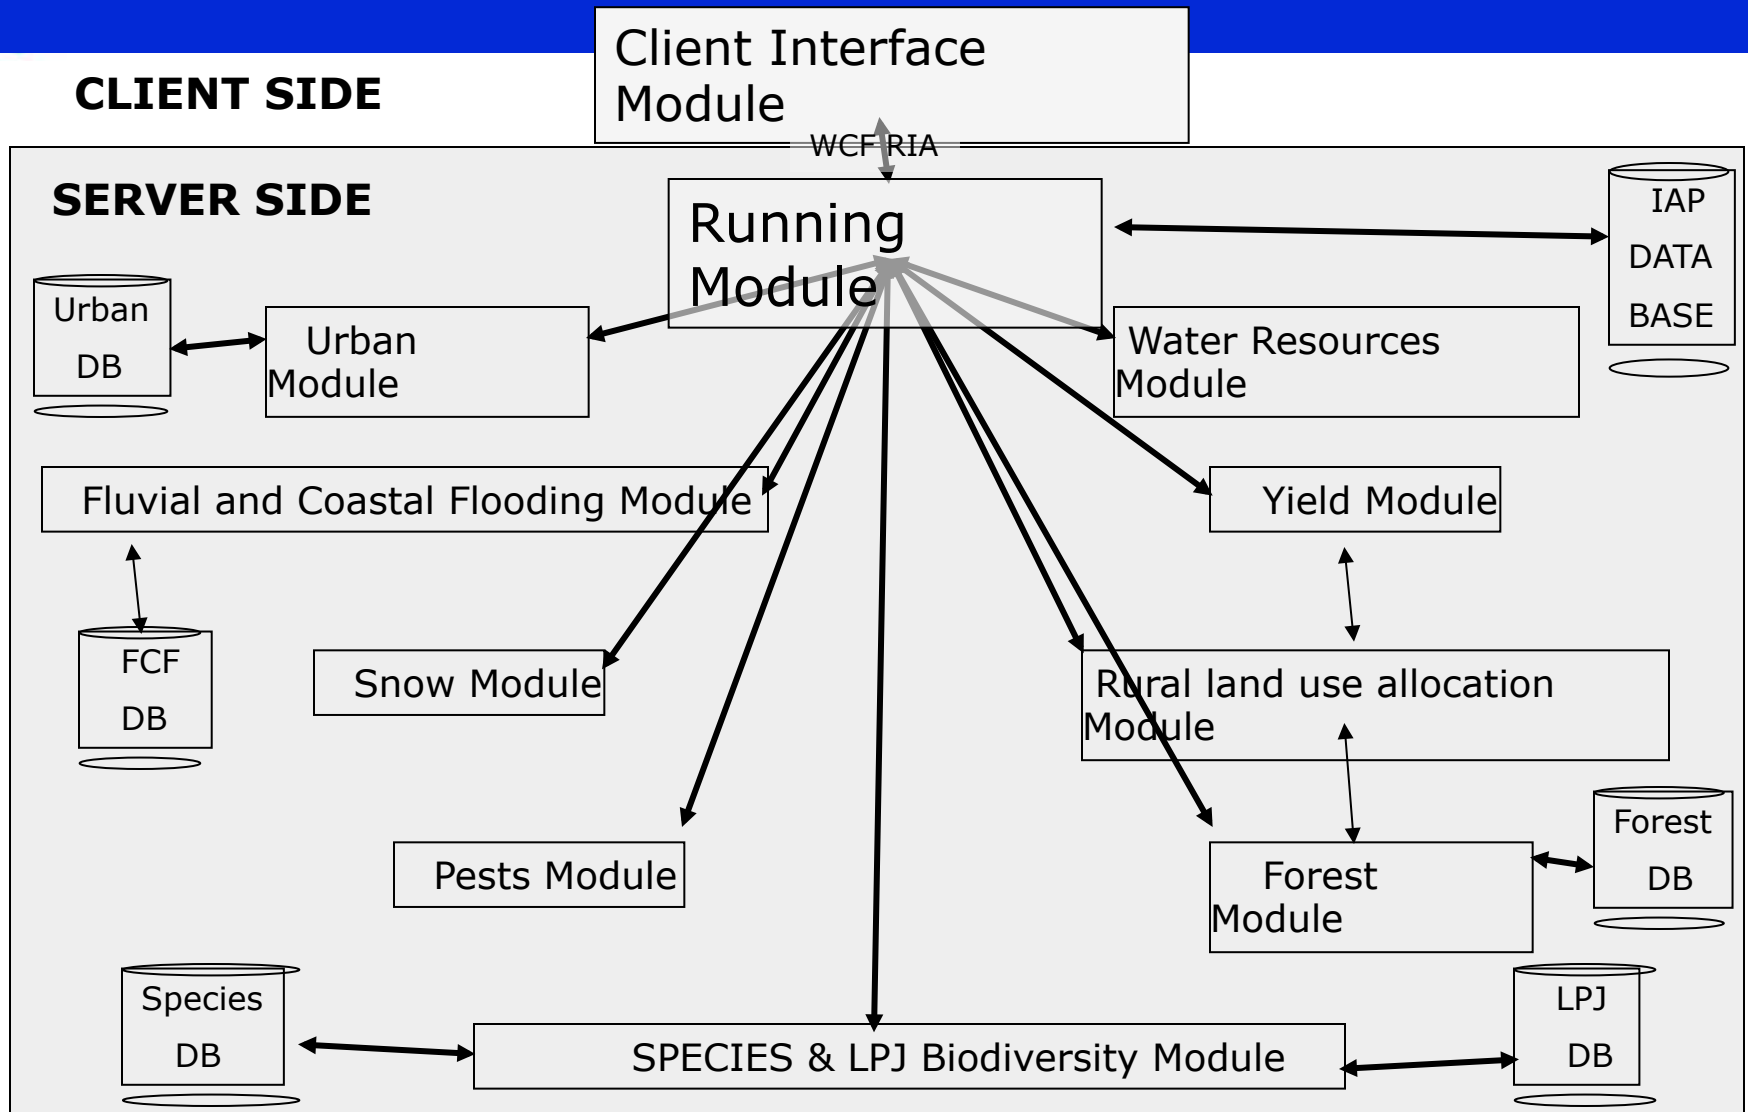 Client Interface
Module
CLIENT SIDE
WCF RIA
SERVER SIDE
Running
Module
IAP
DATA
BASE
Urban
DB
Urban
Module
Water Resources
Module
Fluvial and Coastal Flooding Module
Yield Module
FCF
DB
Snow Module
Rural land use allocation
Module
Pests Module
Forest
Module
Forest
DB
Species
DB
SPECIES & LPJ Biodiversity Module
LPJ
DB